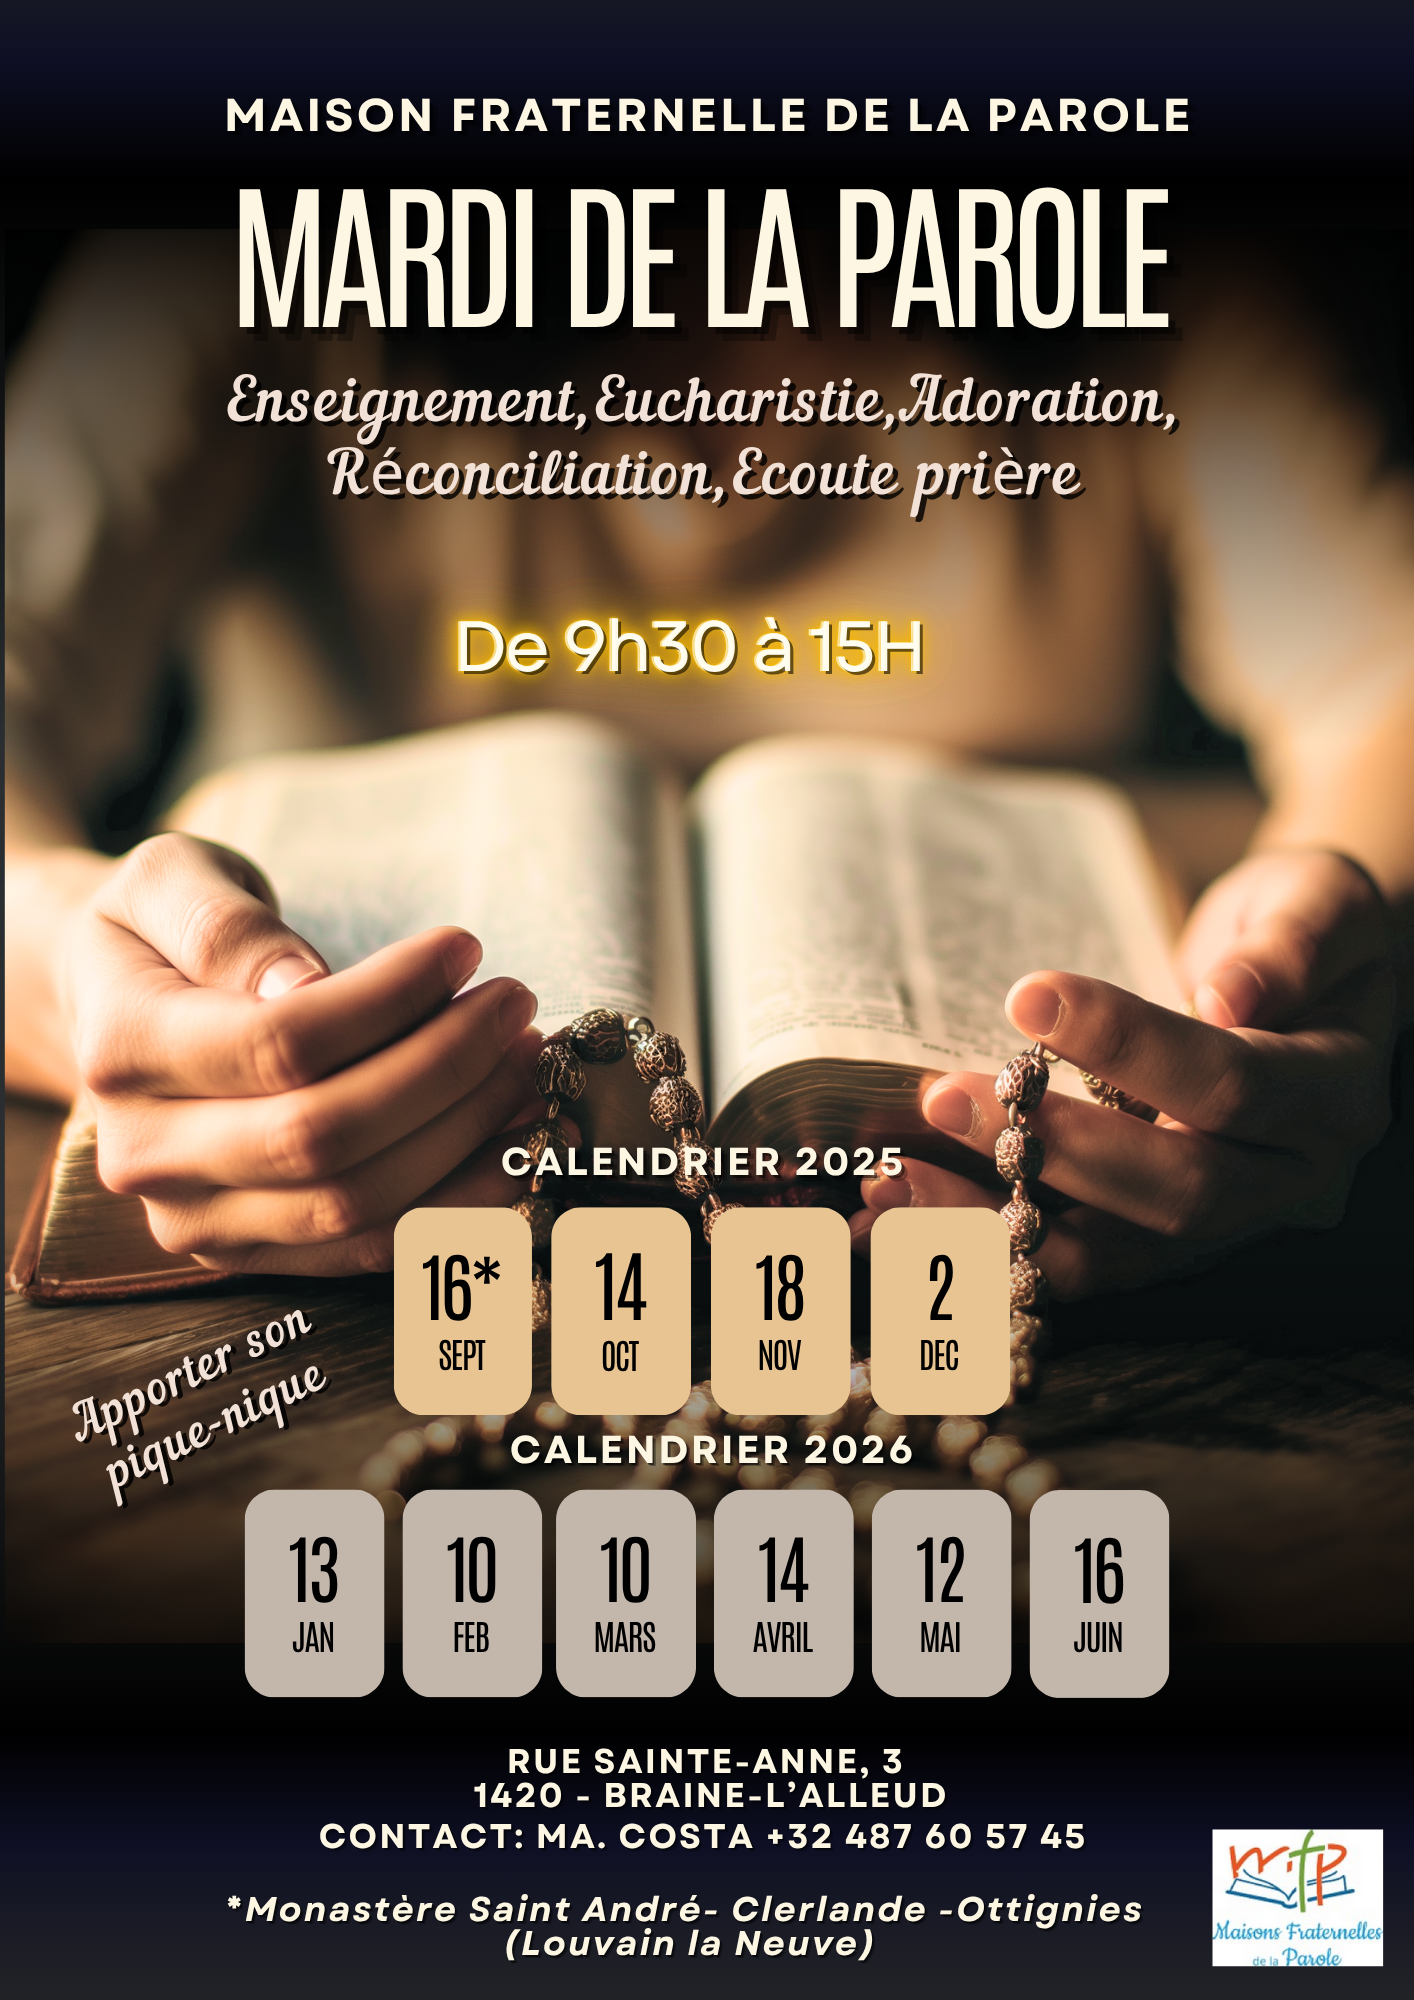 MAISON FRATERNELLE DE LA PAROLE
MARDI DE LA PAROLE
Enseignement, Eucharistie, Adoration,
Réconciliation, Ecoute prière
De 9h30 à 15H
CALENDRIER 2025
16* 14 18 2
SEPT OCT NOV DEC
Apporter son
pique-nique
CALENDRIER 2026
13 10 10 14 12 16
JAN FEB MARS AVRIL MAI JUIN
RUE SAINTE-ANNE, 3
1420 - BRAINE-L'ALLEUD
CONTACT: MA. COSTA +32 487 60 57 45
*Monastère Saint André- Clerlande -Ottignies
(Louvain la Neuve)
mfp
Maisons Fraternelles
de la Parole